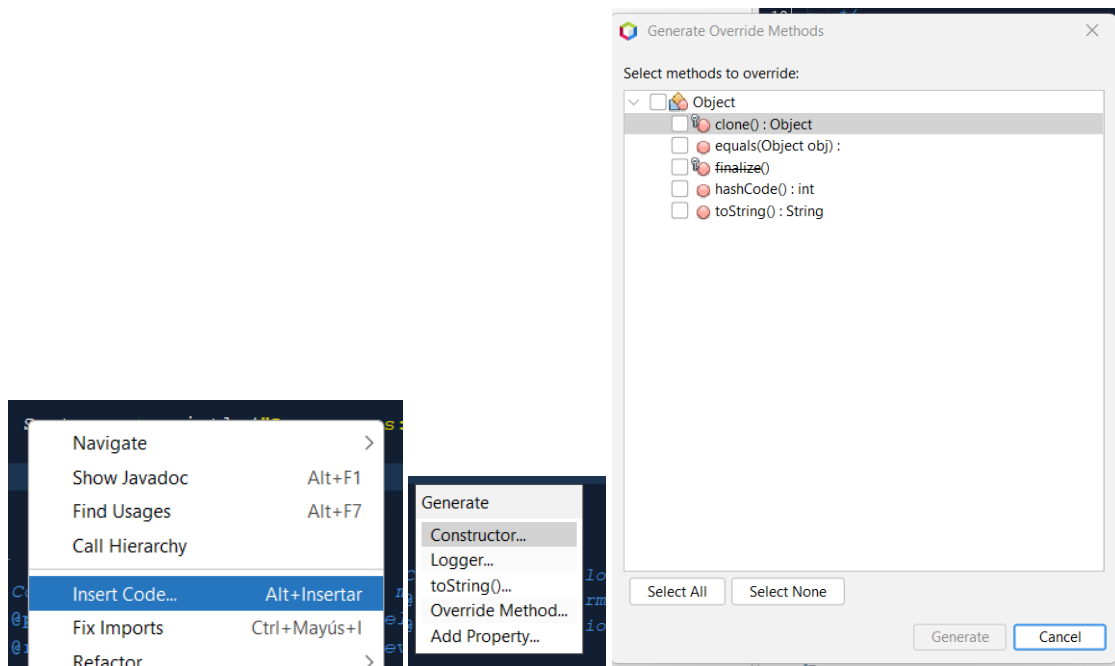 Navigate
Show Javadoc Alt+F1
Find Usages Alt+F7
Call Hierarchy
Insert Code... Alt+Insertar
Fix Imports Ctrl+Mayús+I
Refactor
Generate
Constructor...
Logger...
toString()...
Override Method...
Add Property...
Generate Override Methods
Select methods to override:
Object
clone() : Object
equals(Object obj) :
finalize()
hashCode() : int
toString() : String
Select All Select None
Generate Cancel